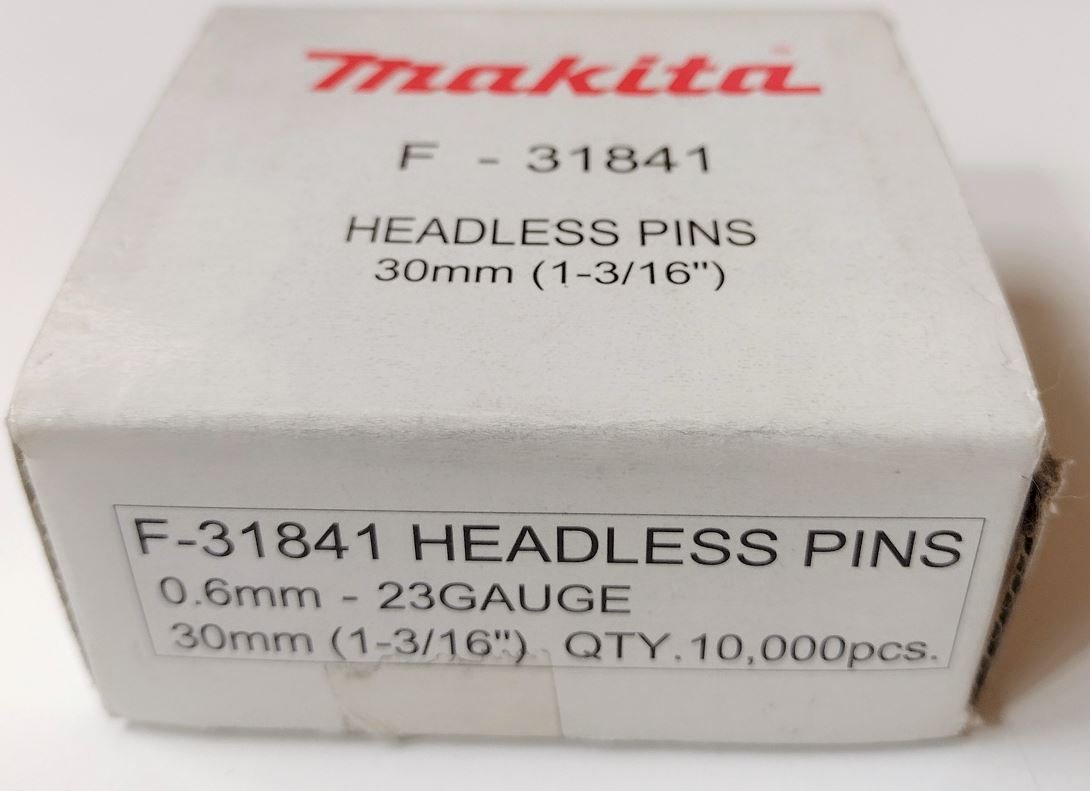 makita
F - 31841
HEADLESS PINS
30mm (1-3/16")
F-31841 HEADLESS PINS
0.6mm - 23GAUGE
30mm (1-3/16") QTY.10,000pcs.